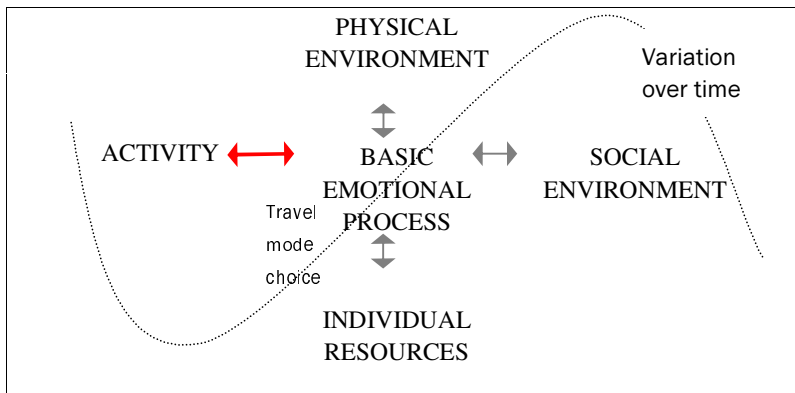 PHYSICAL
ENVIRONMENT
Variation
over time
ACTIVITY
BASIC
EMOTIONAL
PROCESS
SOCIAL
ENVIRONMENT
Travel
mode
choice
INDIVIDUAL
RESOURCES